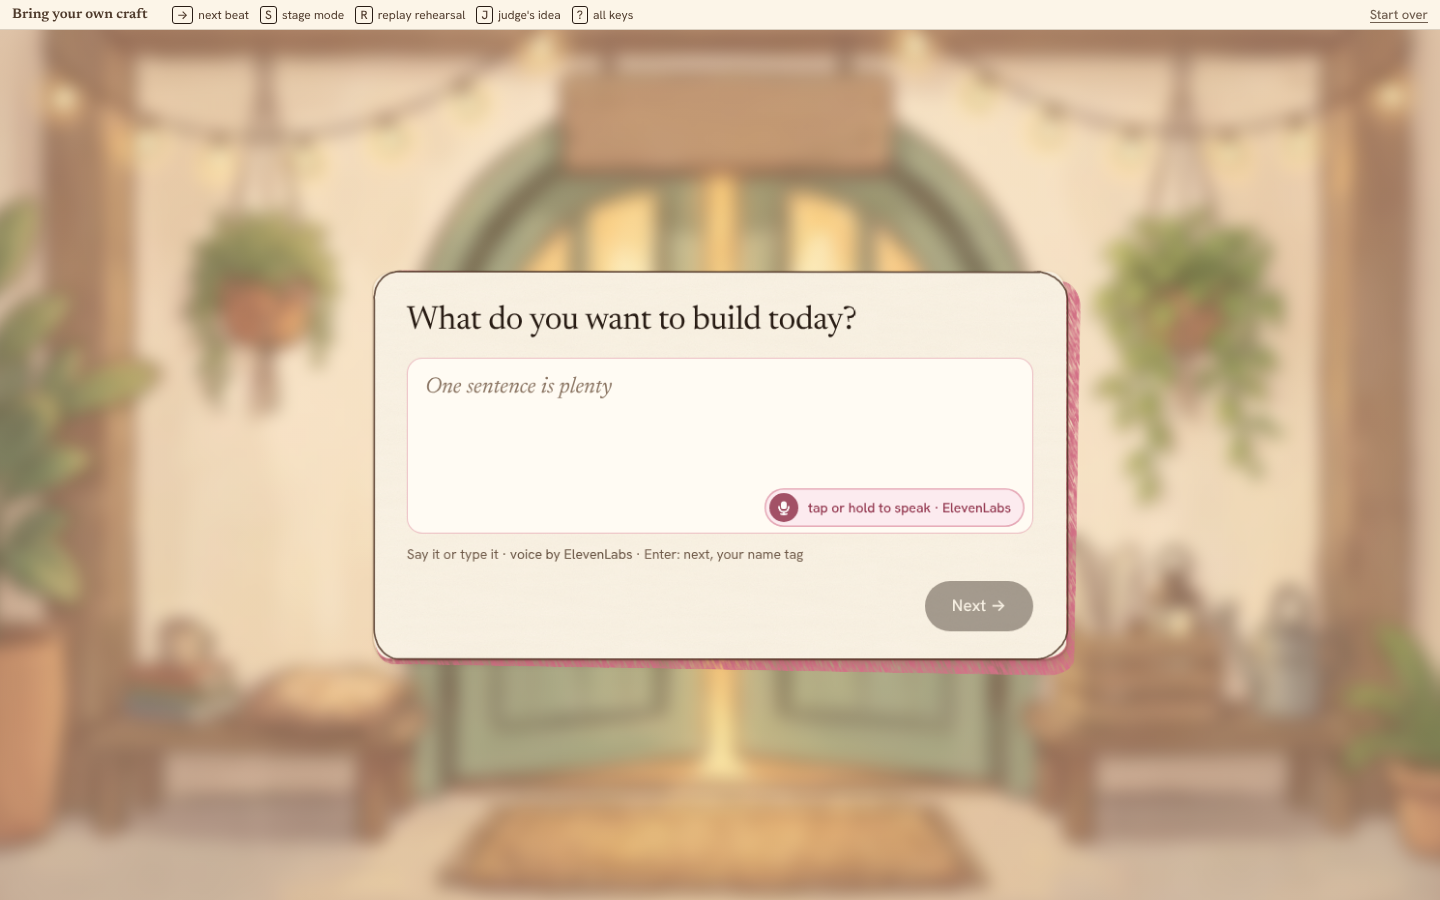 Bring your own craft → next beat S stage mode R replay rehearsal J judge's idea ? all keys Start over
What do you want to build today?
One sentence is plenty
tap or hold to speak · ElevenLabs
Say it or type it · voice by ElevenLabs · Enter: next, your name tag
Next →